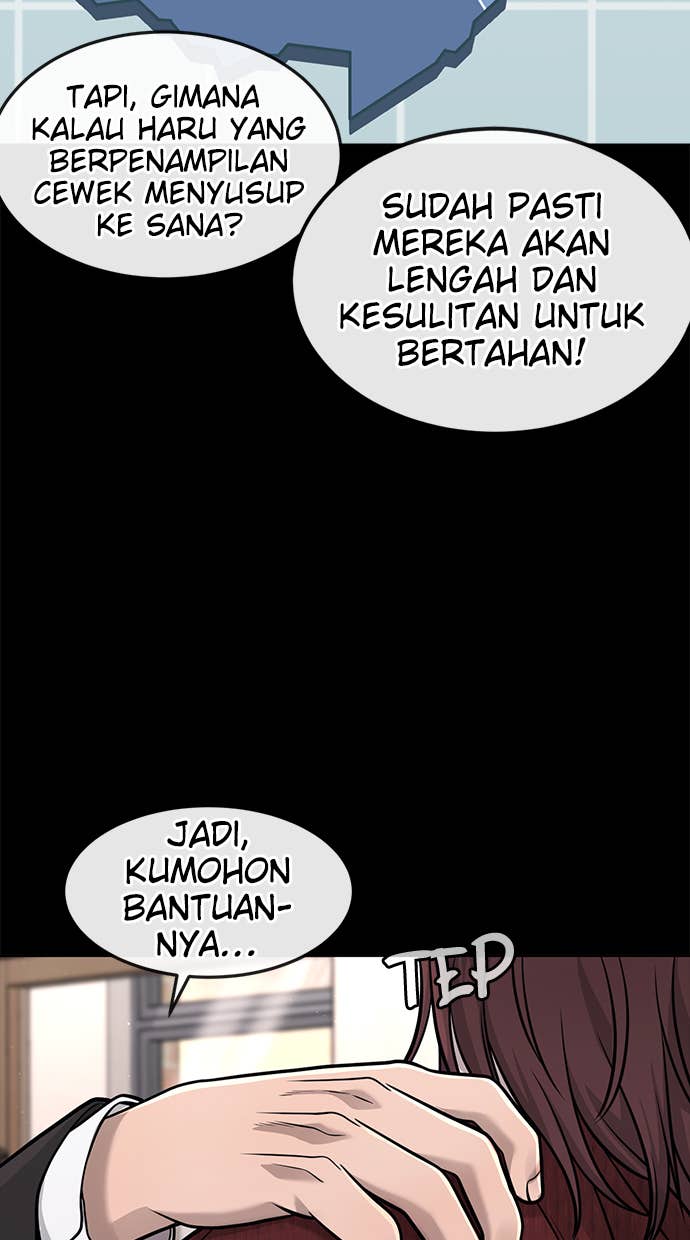 TAPI, GIMANA
KALAU HARU YANG
BERPENAMPILAN
CEWEK MENYUSUP
KE SANA?
SUDAH PASTI
MEREKA AKAN
LENGAH DAN
KESULITAN UNTUK
BERTAHAN!
JADI,
KUMOHON
BANTUAN-
NYA...
TEP